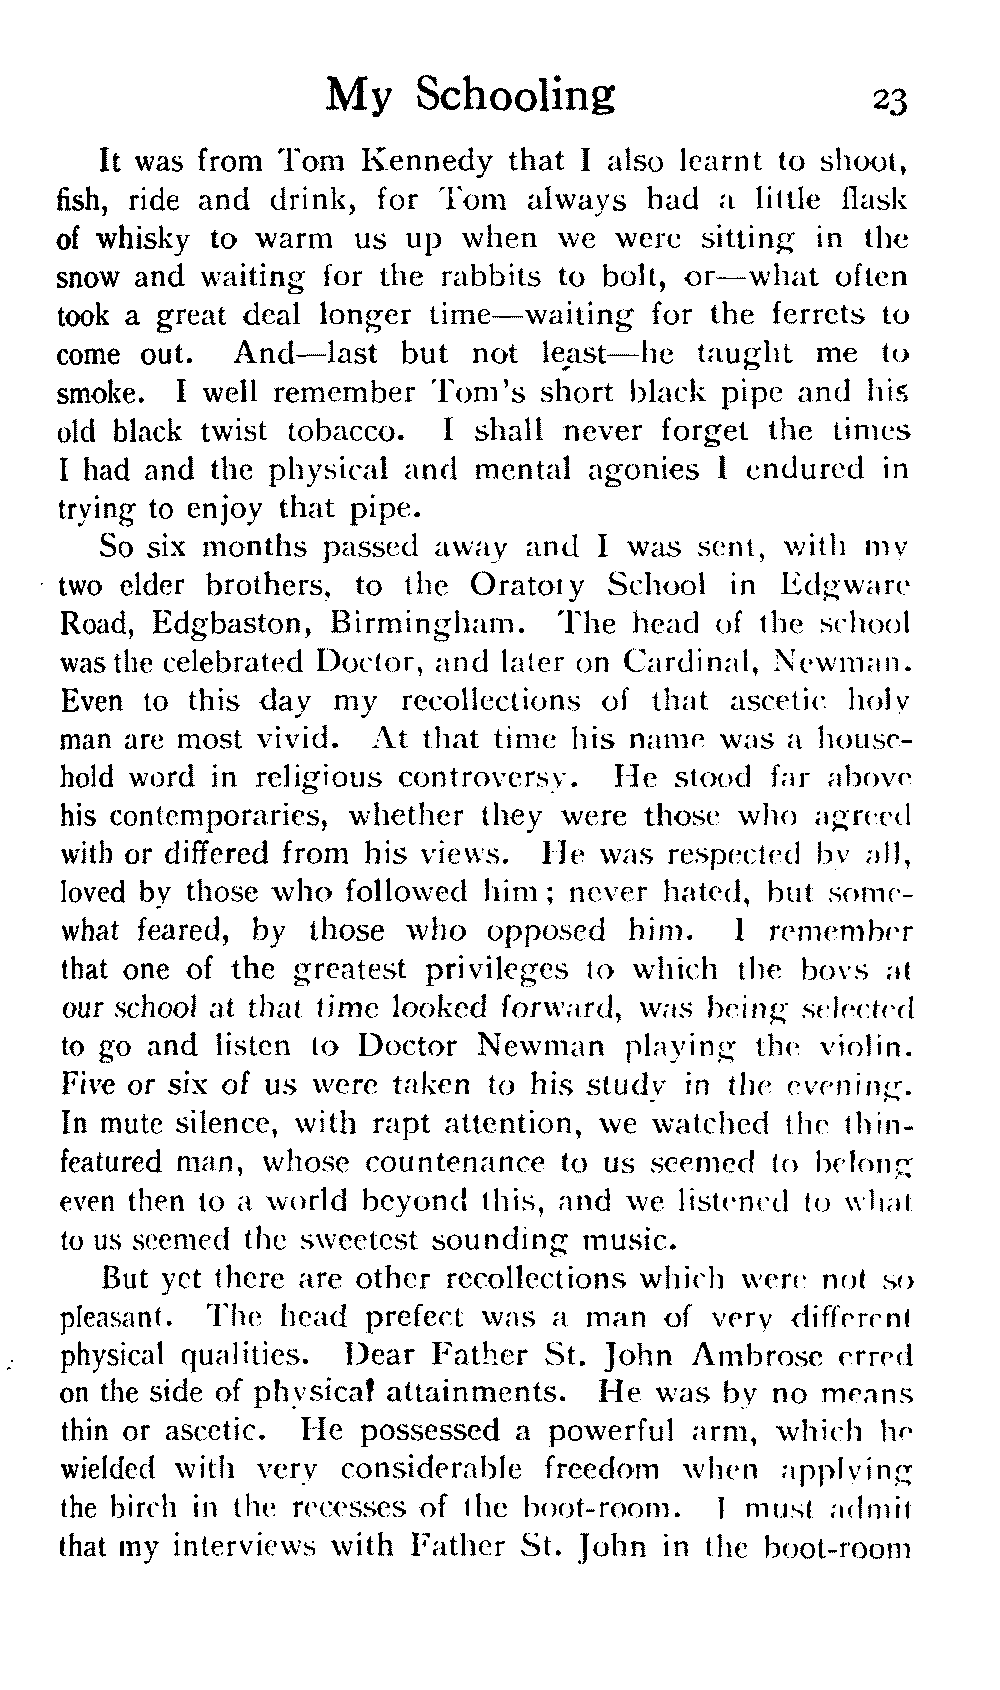 My Schooling 23
It was from Tom Kennedy that I also learnt to shoot,
fish, ride and drink, for Tom always had a little flask
of whisky to warm us up when we were sitting in the
snow and waiting for the rabbits to bolt, or—what often
took a great deal longer time—waiting for the ferrets to
come out. And—last but not least—he taught me to
smoke. I well remember Tom's short black pipe and his
old black twist tobacco. I shall never forget the times
I had and the physical and mental agonies I endured in
trying to enjoy that pipe.
So six months passed away and I was sent, with my
two elder brothers, to the Oratory School in Edgware
Road, Edgbaston, Birmingham. The head of the school
was the celebrated Doctor, and later on Cardinal, Newman.
Even to this day my recollections of that ascetic holy
man are most vivid. At that time his name was a house-
hold word in religious controversy. He stood far above
his contemporaries, whether they were those who agreed
with or differed from his views. He was respected by all,
loved by those who followed him; never hated, but some-
what feared, by those who opposed him. I remember
that one of the greatest privileges to which the boys at
our school at that time looked forward, was being selected
to go and listen to Doctor Newman playing the violin.
Five or six of us were taken to his study in the evening.
In mute silence, with rapt attention, we watched the thin-
featured man, whose countenance to us seemed to belong
even then to a world beyond this, and we listened to what
to us seemed the sweetest sounding music.
But yet there are other recollections which were not so
pleasant. The head prefect was a man of very different
physical qualities. Dear Father St. John Ambrose erred
on the side of physical attainments. He was by no means
thin or ascetic. He possessed a powerful arm, which he
wielded with very considerable freedom when applying
the birch in the recesses of the boot-room. I must admit
that my interviews with Father St. John in the boot-room